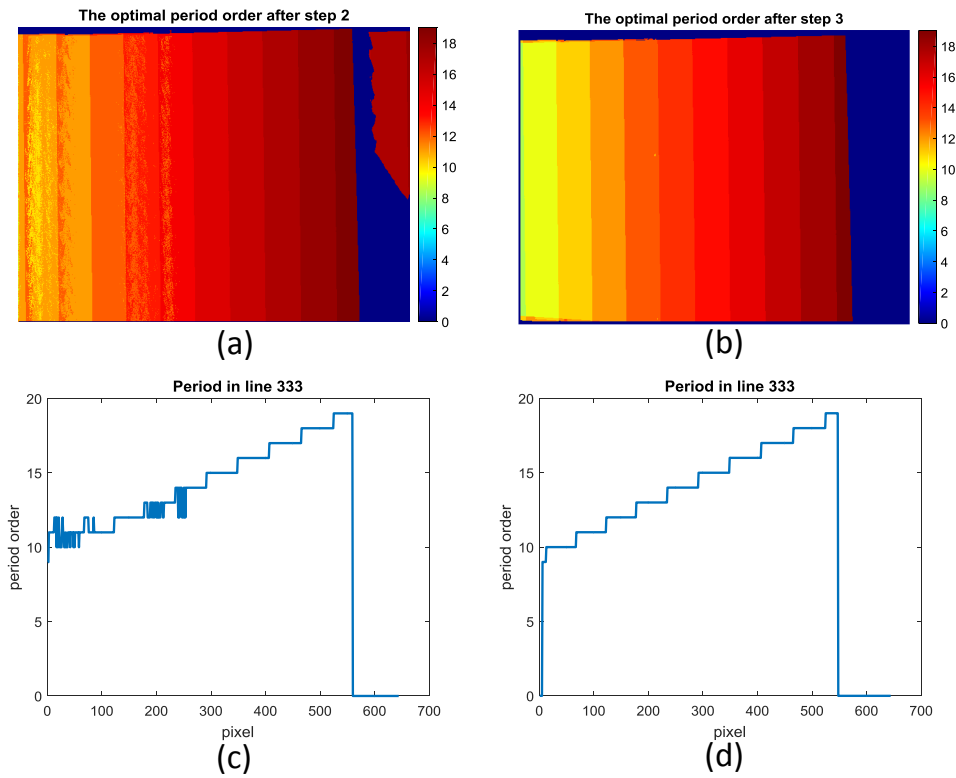 The optimal period order after step 2
18
16
14
12
10
8
6
4
2
0
(a)
The optimal period order after step 3
18
16
14
12
10
8
6
4
2
0
(b)
Period in line 333
20
15
10
5
0
period order
0 100 200 300 400 500 600 700
pixel
(c)
Period in line 333
20
15
10
5
0
period order
0 100 200 300 400 500 600 700
pixel
(d)